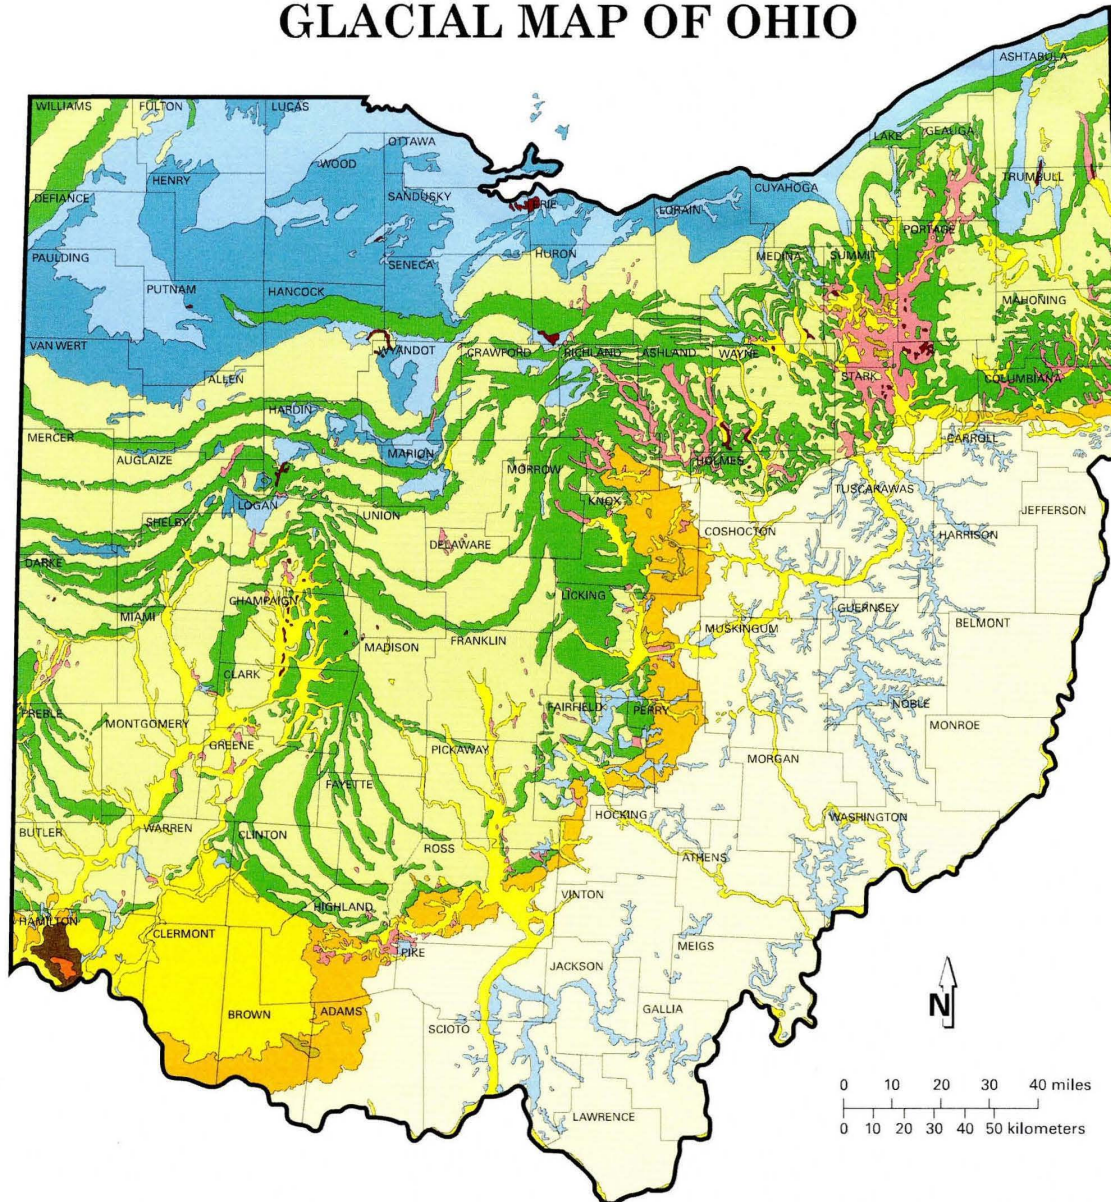 GLACIAL MAP OF OHIO
ASHTABULA
WILLIAMS
FULTON
LUCAS
OTTAWA
LAKE
GEAUGA
WOOD
HENRY
SANDUSKY
ERIE
LORAIN
CUYAHOGA
TRUMBULL
DEFIANCE
PORTAGE
PAULDING
SENECA
HURON
MEDINA
SUMMIT
PUTNAM
HANCOCK
MAHONING
VAN WERT
WYANDOT
CRAWFORD
RICHLAND
ASHLAND
WAYNE
STARK
COLUMBIANA
ALLEN
HARDIN
MERCER
AUGLAIZE
MARION
MORROW
HOLMES
CARROLL
TUSCARAWAS
LOGAN
UNION
KNOX
JEFFERSON
SHELBY
DELAWARE
COSHOCTON
HARRISON
DARKE
CHAMPAIGN
LICKING
GUERNSEY
MIAMI
MADISON
FRANKLIN
MUSKINGUM
BELMONT
CLARK
PREBLE
MONTGOMERY
FAIRFIELD
PERRY
NOBLE
MONROE
GREENE
PICKAWAY
MORGAN
FAYETTE
HOCKING
WASHINGTON
BUTLER
WARREN
CLINTON
ROSS
ATHENS
VINTON
HIGHLAND
HAMILTON
CLERMONT
PIKE
MEIGS
JACKSON
BROWN
ADAMS
SCIOTO
GALLIA
N
LAWRENCE
0 10 20 30 40 miles
0 10 20 30 40 50 kilometers